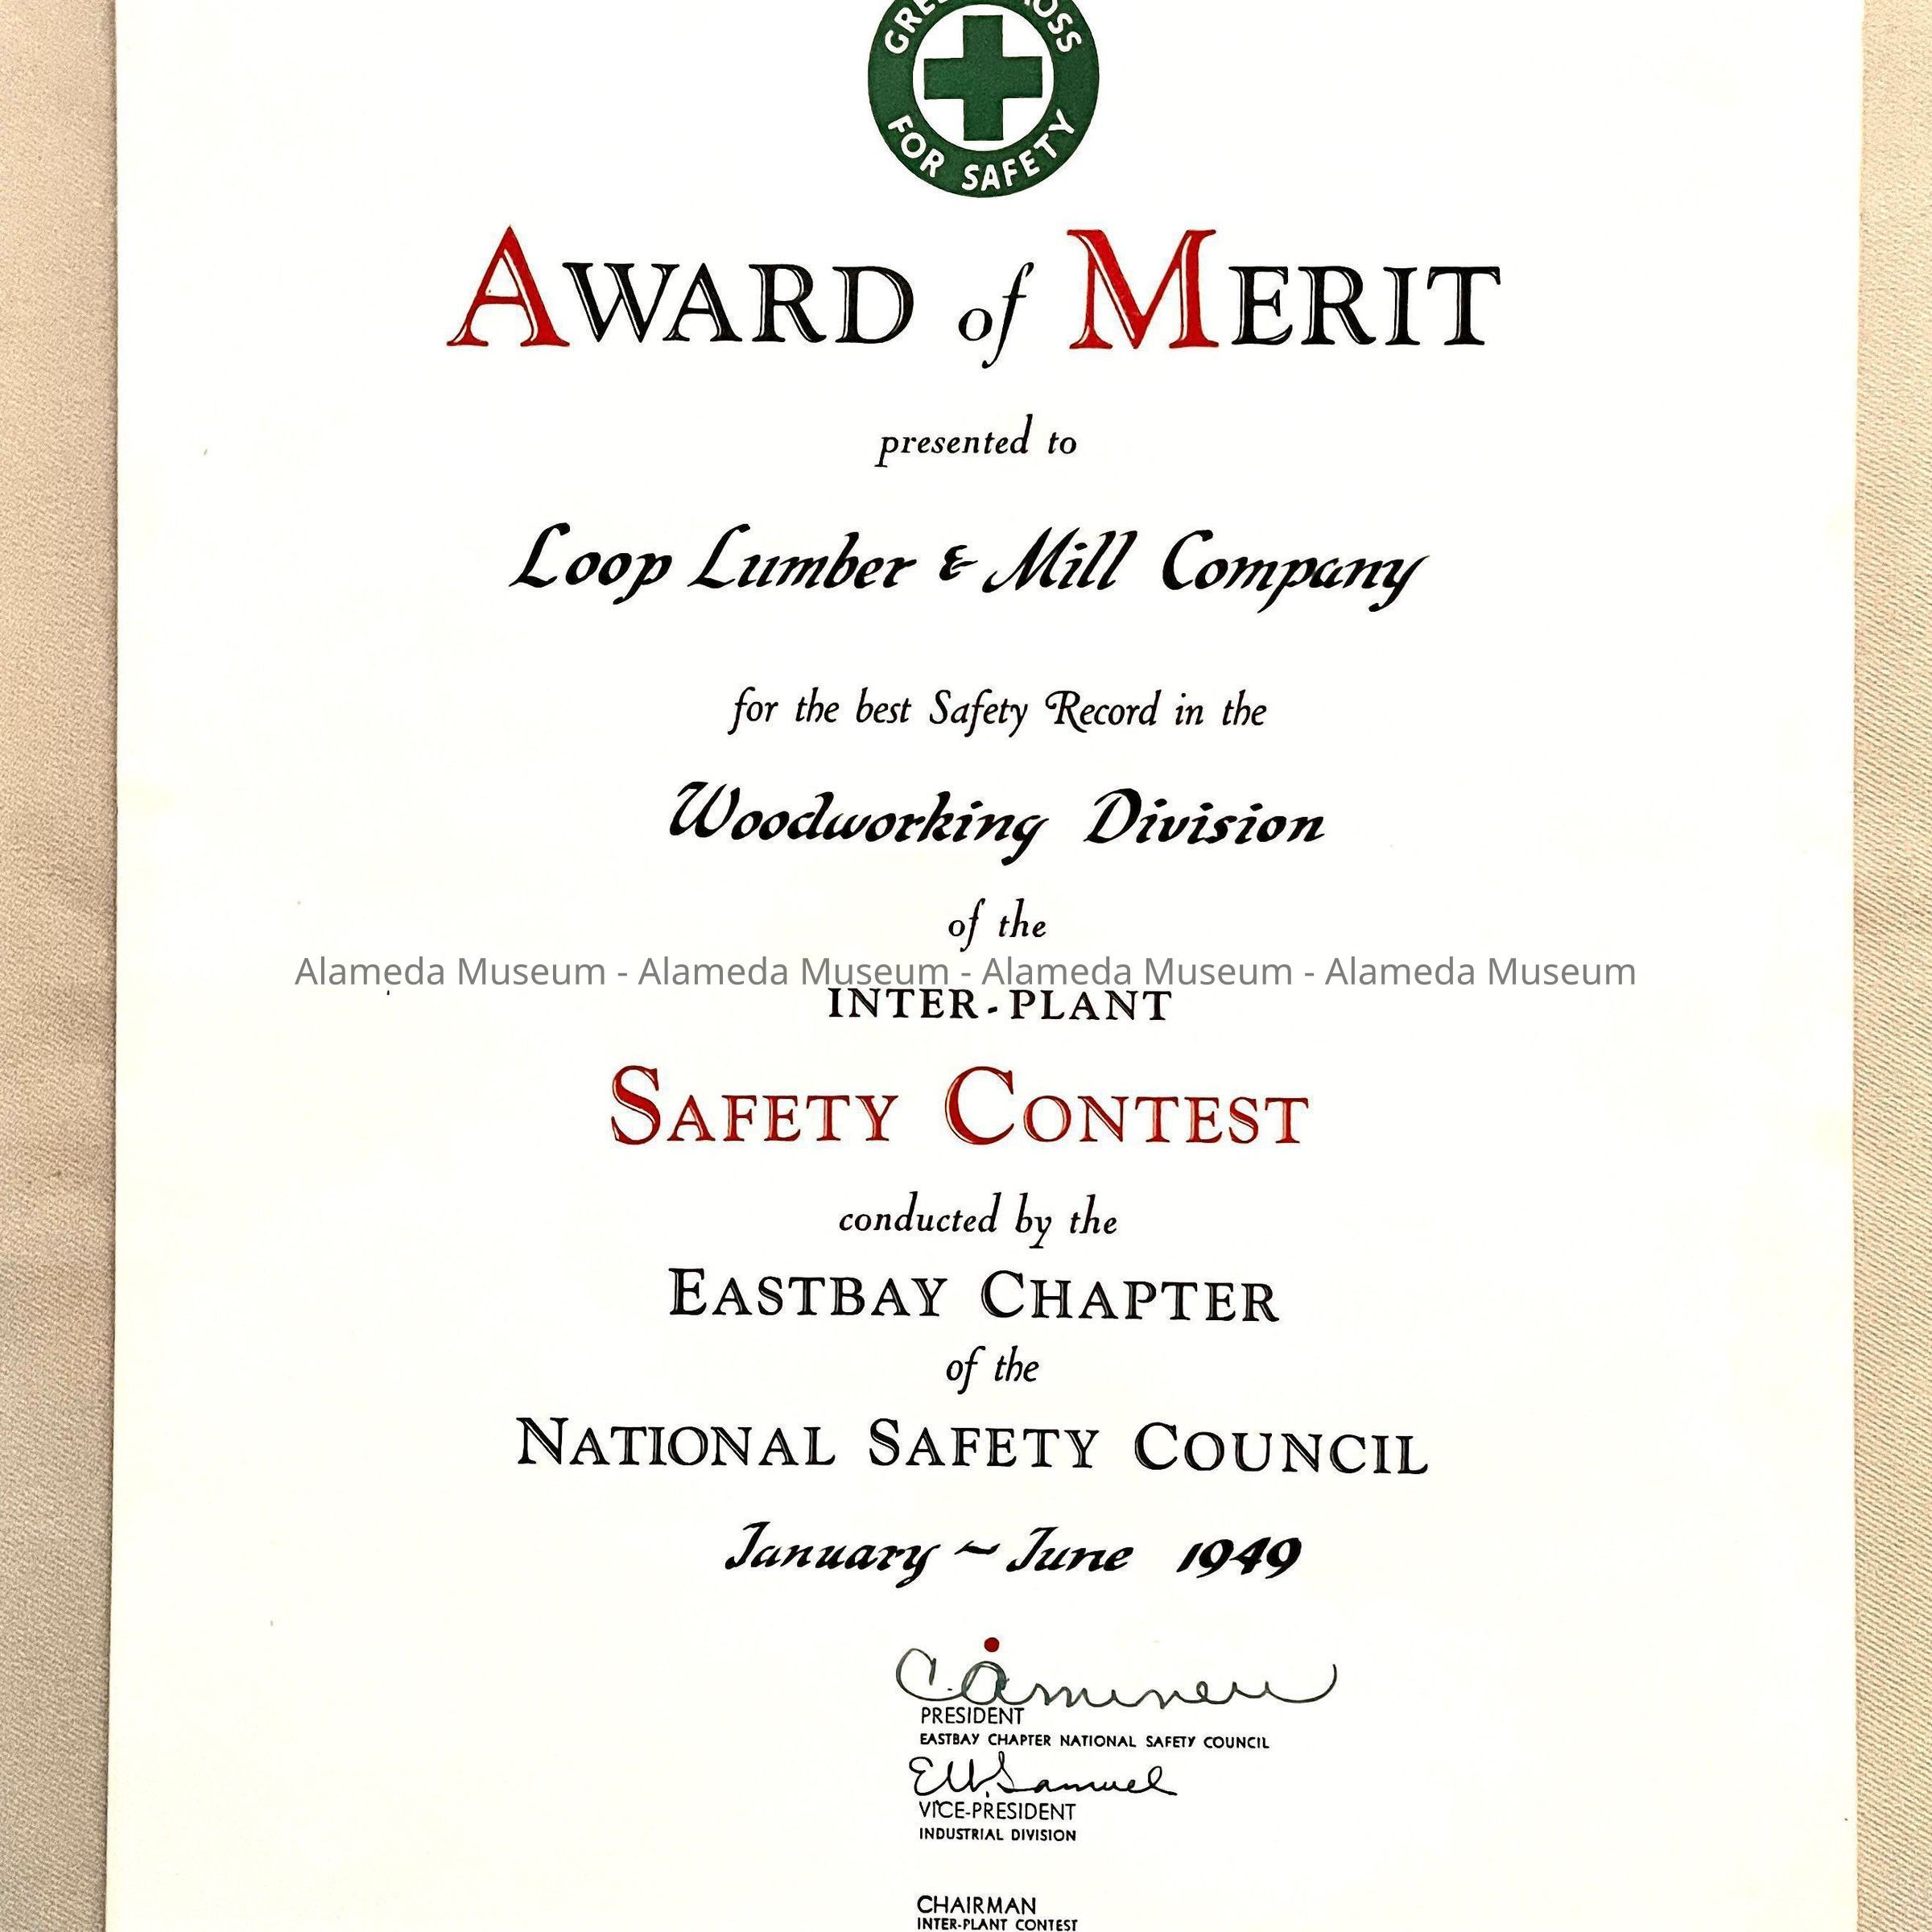 FOR SAFETY
AWARD of MERIT
presented to
Loop Lumber & Mill Company
for the best Safety Record in the
Woodworking Division
of the
Alameda Museum - Alameda Museum - Alameda Museum - Alameda Museum
INTER-PLANT
SAFETY CONTEST
conducted by the
EASTBAY CHAPTER
of the
NATIONAL SAFETY COUNCIL
January ~ June 1949
PRESIDENT
EASTBAY CHAPTER NATIONAL SAFETY COUNCIL
E.W. Samuel
VICE-PRESIDENT
INDUSTRIAL DIVISION
CHAIRMAN
INTER-PLANT CONTEST